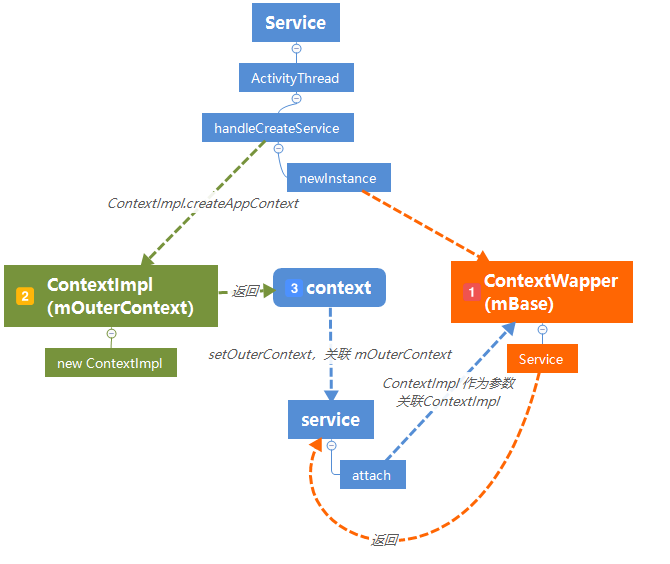 Service
ActivityThread
handleCreateService
newInstance
ContextImpl.createAppContext
2
ContextImpl
(mOuterContext)
返回
3
context
1
ContextWapper
(mBase)
new ContextImpl
Service
setOuterContext，关联 mOuterContext
ContextImpl 作为参数
关联ContextImpl
service
attach
返回